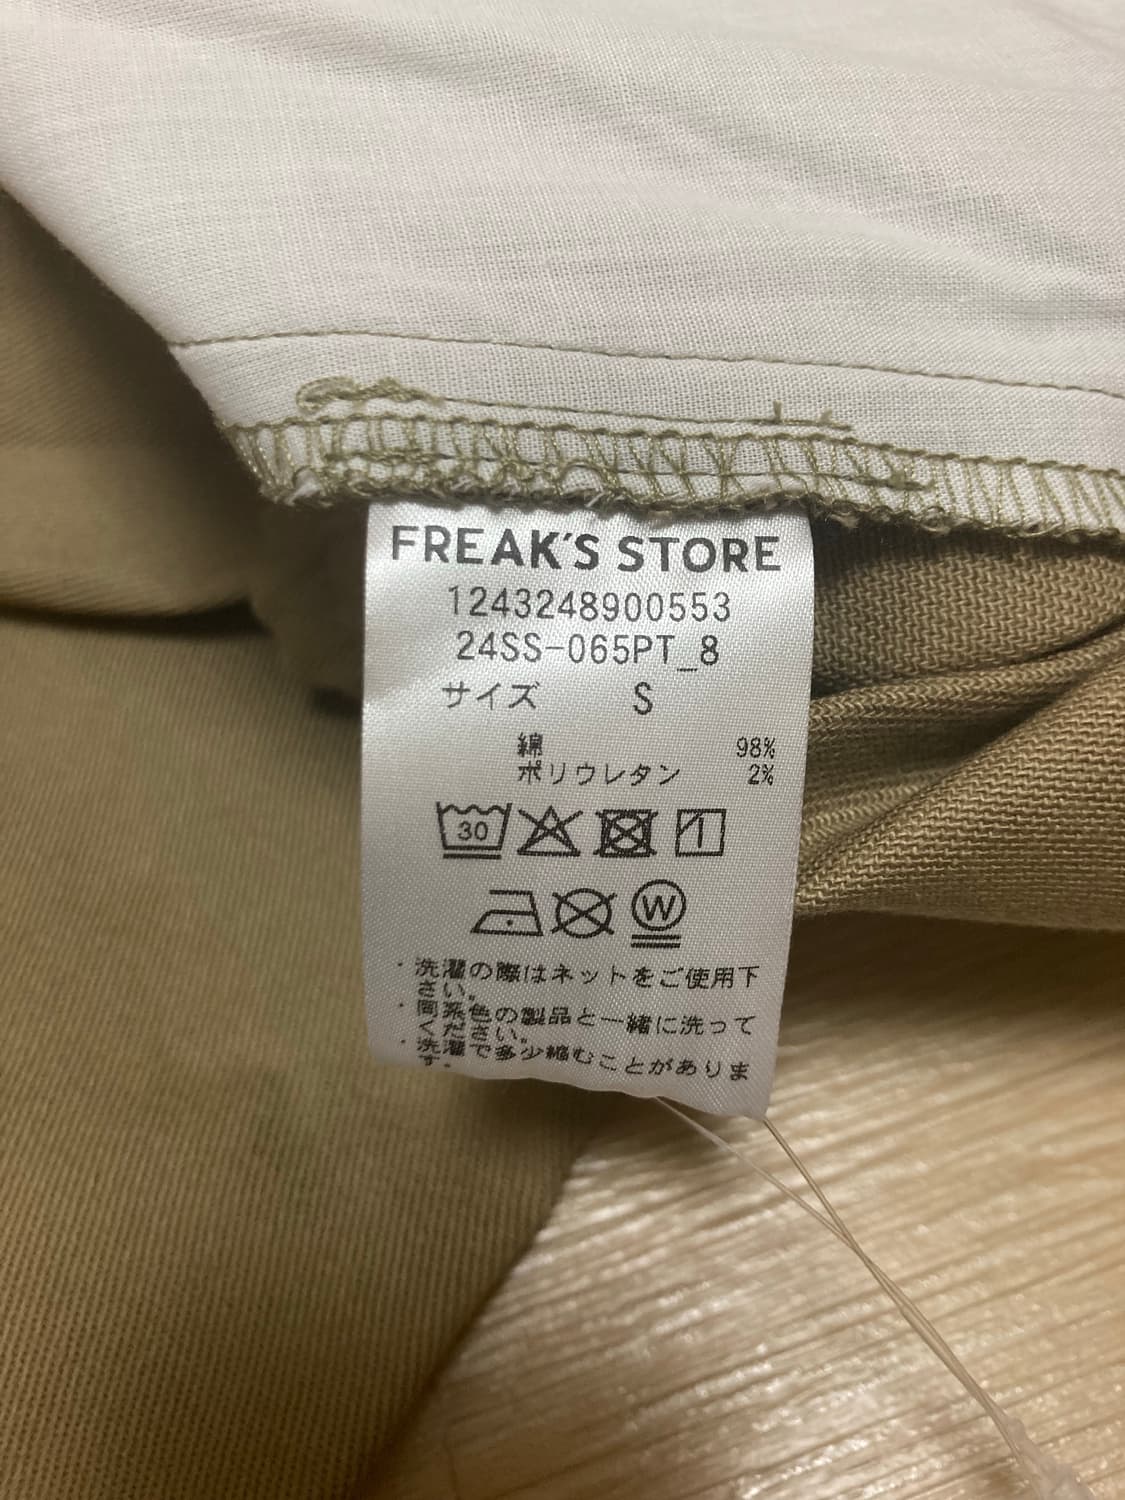 FREAK'S STORE
1243248900553
24SS-065PT_8
サイズ S
綿 98%
ポリウレタン 2%
30
W
・洗濯の際はネットをご使用下
さい。
・同系色の製品と一緒に洗って
ください。
・洗濯で多少縮むことがありま
す。